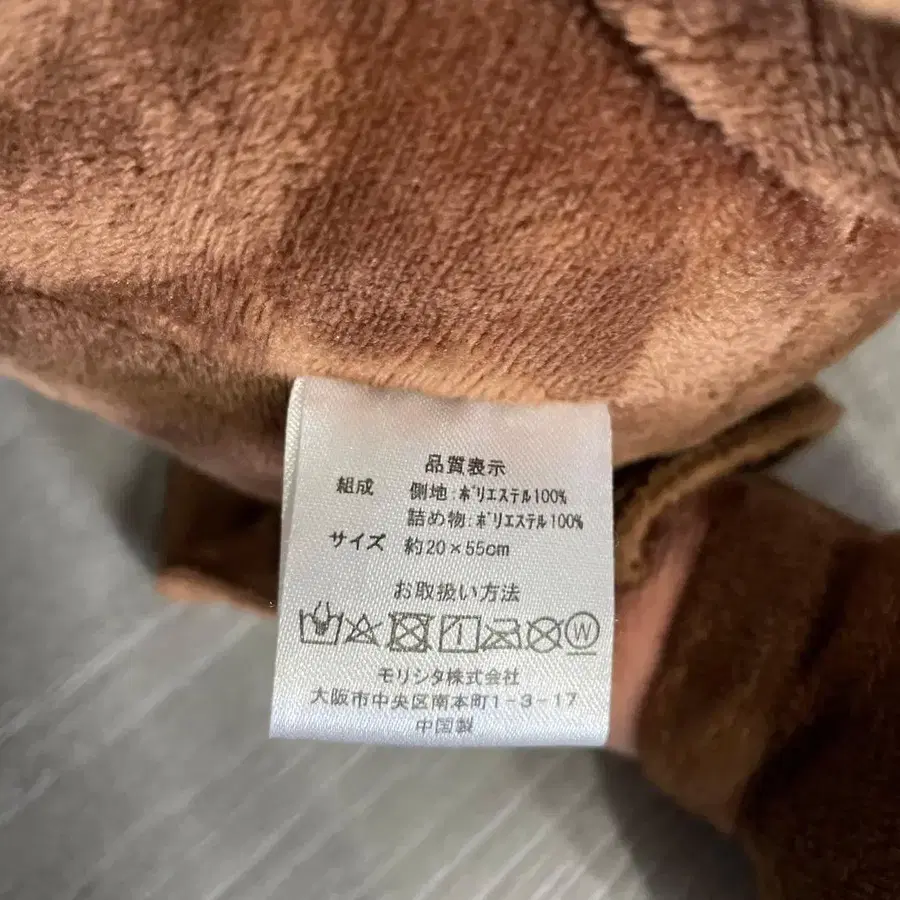 品質表示
組成 側地:ポリエステル100%
詰め物:ポリエステル100%
サイズ 約20×55cm
お取扱い方法
W
モリシタ株式会社
大阪市中央区南本町1-3-17
中国製